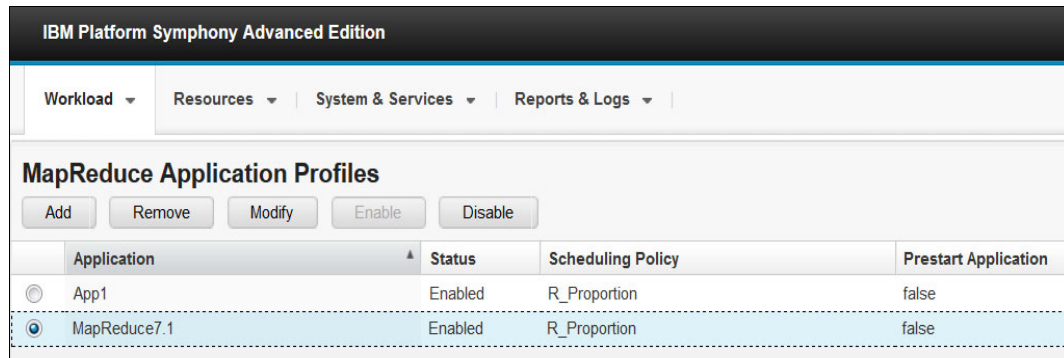 IBM Platform Symphony Advanced Edition
Workload Resources System & Services Reports & Logs
MapReduce Application Profiles
Add Remove Modify Enable Disable
Application Status Scheduling Policy Prestart Application
App1 Enabled R_Proportion false
MapReduce7.1 Enabled R_Proportion false